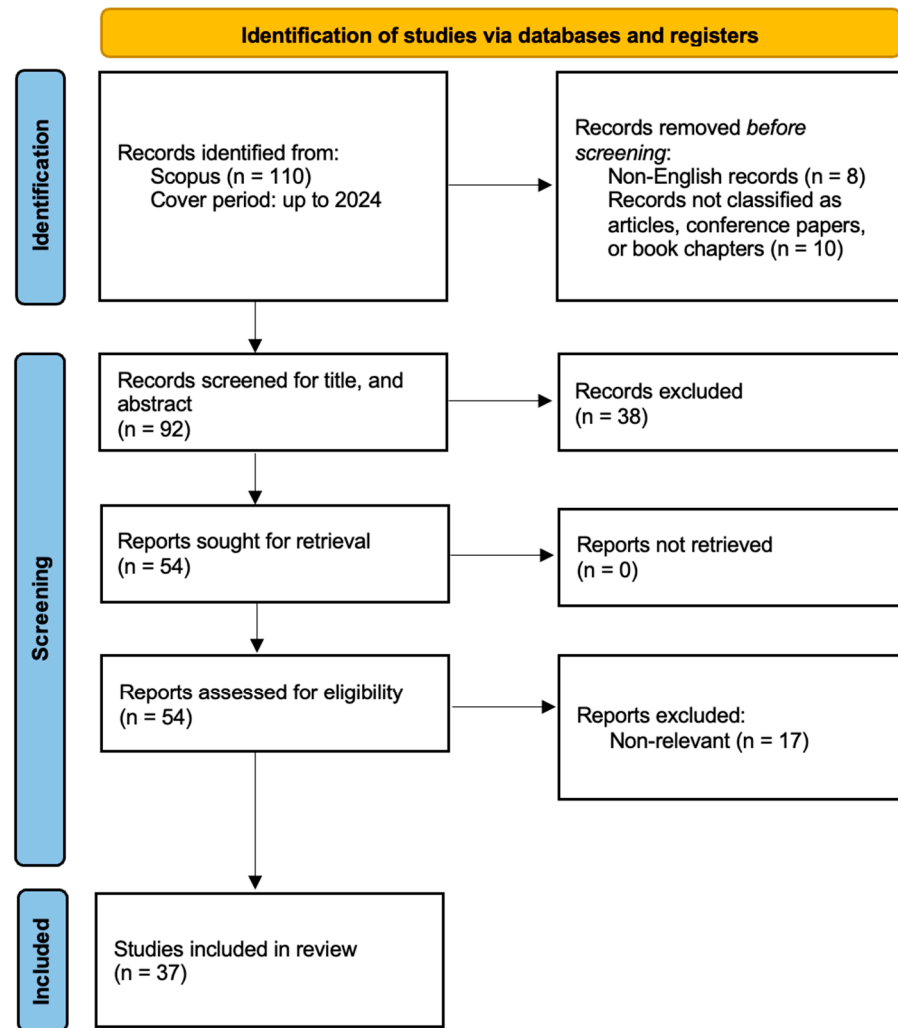 Identification of studies via databases and registers
Identification
Records identified from:
Scopus (n = 110)
Cover period: up to 2024
Records removed before
screening:
Non-English records (n = 8)
Records not classified as
articles, conference papers,
or book chapters (n = 10)
Screening
Records screened for title, and
abstract
(n = 92)
Records excluded
(n = 38)
Reports sought for retrieval
(n = 54)
Reports not retrieved
(n = 0)
Reports assessed for eligibility
(n = 54)
Reports excluded:
Non-relevant (n = 17)
Included
Studies included in review
(n = 37)